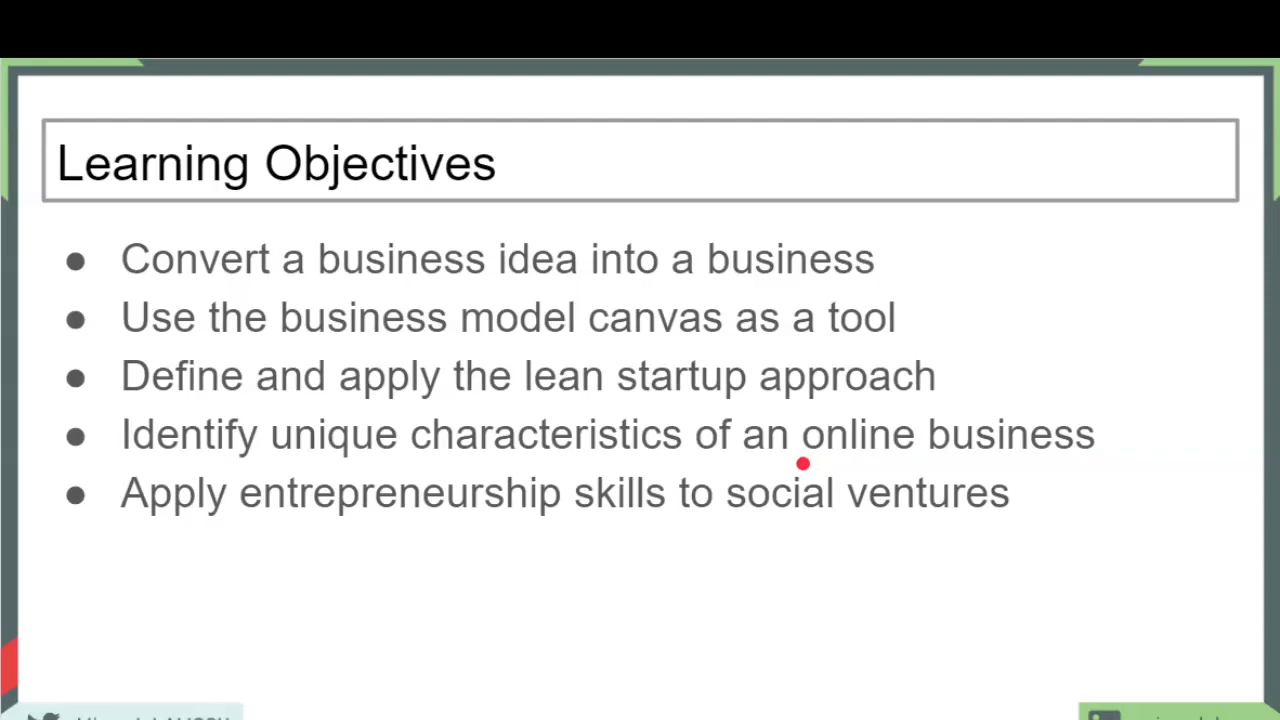 Learning Objectives
● Convert a business idea into a business
● Use the business model canvas as a tool
● Define and apply the lean startup approach
● Identify unique characteristics of an online business
● Apply entrepreneurship skills to social ventures